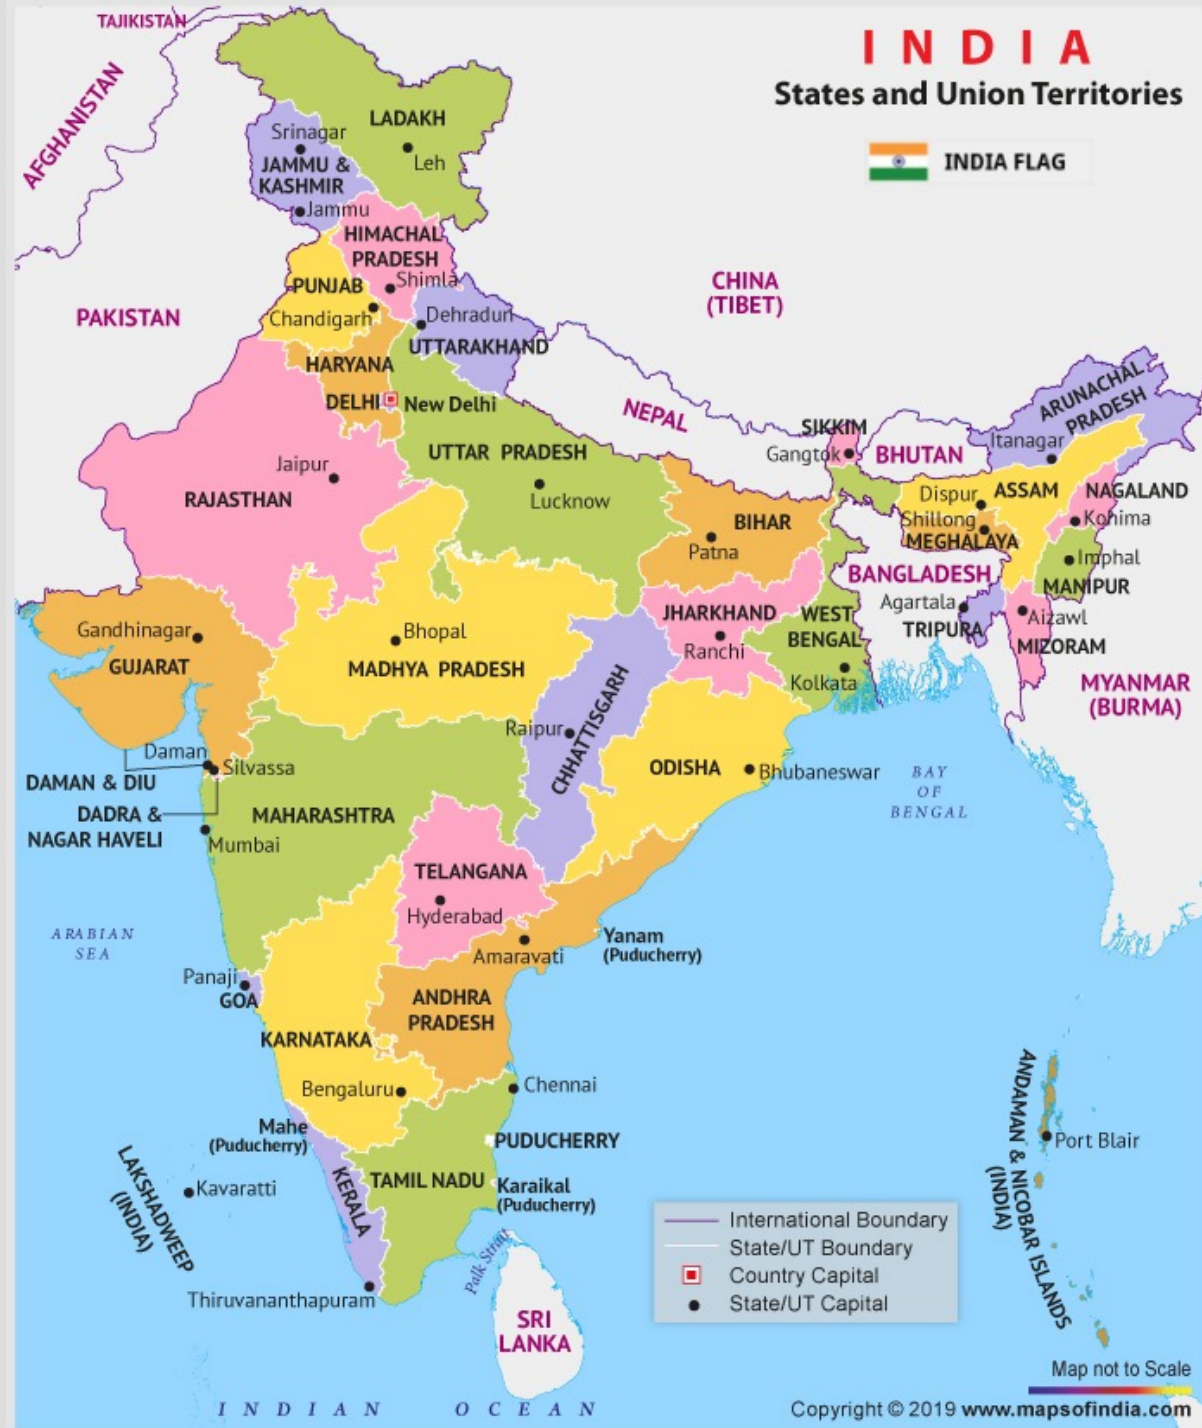 TAJIKISTAN
AFGHANISTAN
I N D I A
States and Union Territories
INDIA FLAG
LADAKH
Leh
Srinagar
JAMMU &
KASHMIR
Jammu
HIMACHAL
PRADESH
Shimla
PUNJAB
Chandigarh
Dehradun
UTTARAKHAND
CHINA
(TIBET)
PAKISTAN
HARYANA
DELHI
New Delhi
NEPAL
SIKKIM
Gangtok
BHUTAN
ARUNACHAL
PRADESH
Itanagar
UTTAR PRADESH
Lucknow
Jaipur
RAJASTHAN
BIHAR
Patna
Dispur
ASSAM
NAGALAND
Kohima
Shillong
MEGHALAYA
Imphal
MANIPUR
BANGLADESH
Agartala
TRIPURA
Aizawl
MIZORAM
MYANMAR
(BURMA)
JHARKHAND
Ranchi
WEST
BENGAL
Kolkata
Gandhinagar
GUJARAT
Bhopal
MADHYA PRADESH
CHHATTISGARH
Raipur
ODISHA
Bhubaneswar
BAY
OF
BENGAL
Daman
Silvassa
DAMAN & DIU
DADRA &
NAGAR HAVELI
MAHARASHTRA
Mumbai
TELANGANA
Hyderabad
ARABIAN
SEA
Yanam
(Puducherry)
Amaravati
ANDHRA
PRADESH
Panaji
GOA
KARNATAKA
Bengaluru
Chennai
Mahe
(Puducherry)
PUDUCHERRY
KERALA
TAMIL NADU
Karaikal
(Puducherry)
LAKSHADWEEP
(INDIA)
Kavaratti
Thiruvananthapuram
Palk Strait
SRI
LANKA
ANDAMAN & NICOBAR ISLANDS
(INDIA)
Port Blair
International Boundary
State/UT Boundary
Country Capital
State/UT Capital
Map not to Scale
I N D I A N O C E A N
Copyright © 2019 www.mapsofindia.com